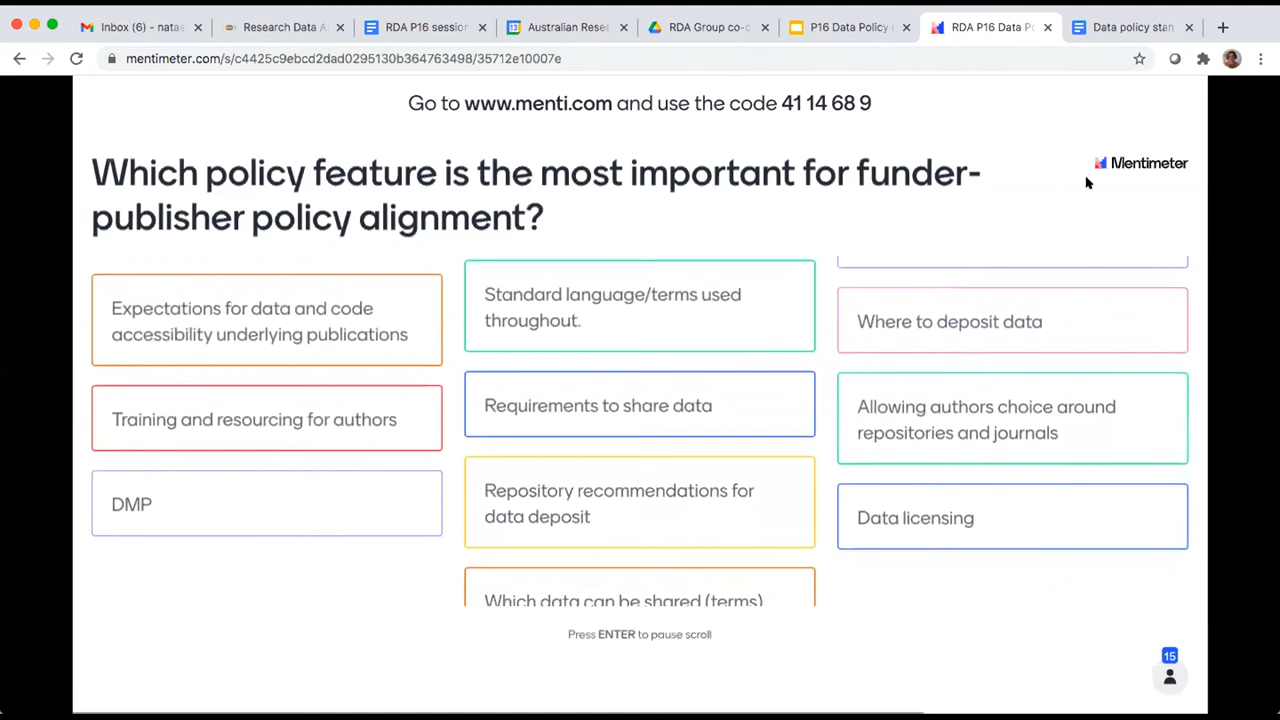 Inbox (6) - natas
Research Data A
RDA P16 session
Australian Resea
RDA Group co-c
P16 Data Policy
RDA P16 Data Po
Data policy stan
mentimeter.com/s/c4425c9ebcd2dad0295130b364763498/35712e10007e
Go to www.menti.com and use the code 41 14 68 9
Which policy feature is the most important for funder-
publisher policy alignment?
Mentimeter
Expectations for data and code
accessibility underlying publications
Training and resourcing for authors
DMP
Standard language/terms used
throughout.
Requirements to share data
Repository recommendations for
data deposit
Which data can be shared (terms)
Where to deposit data
Allowing authors choice around
repositories and journals
Data licensing
Press ENTER to pause scroll
15